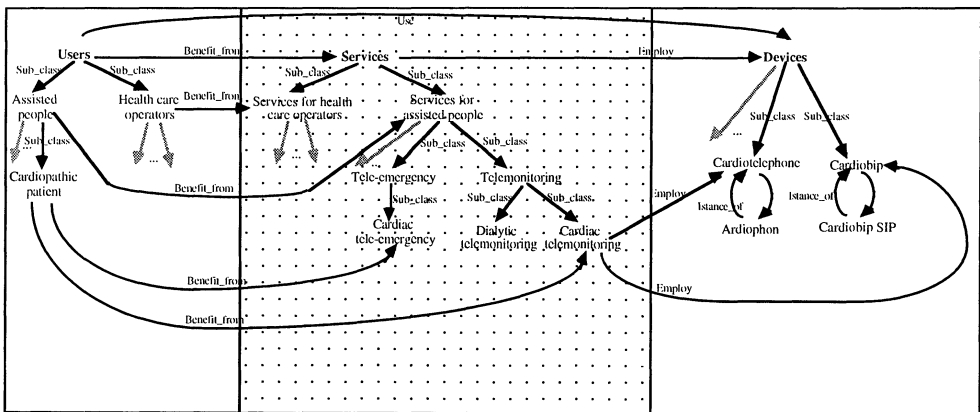 Use
Users
Benefit_from
Services
Employ
Devices
Sub_class
Sub_class
Sub_class
Sub_class
Assisted
people
Health care
operators
Benefit_from
Services for health
care operators
Services for
assisted people
...
Sub_class
Sub_class
...
Sub_class
...
...
...
Sub_class
Sub_class
Cardiopathic
patient
Benefit_from
Tele-emergency
Telemonitoring
Cardiotelephone
Cardiobip
Sub_class
Sub_class
Sub_class
Employ
Istance_of
Istance_of
Cardiac
tele-emergency
Dialytic
telemonitoring
Cardiac
telemonitoring
Ardiophon
Cardiobip SIP
Benefit_from
Employ
Benefit_from